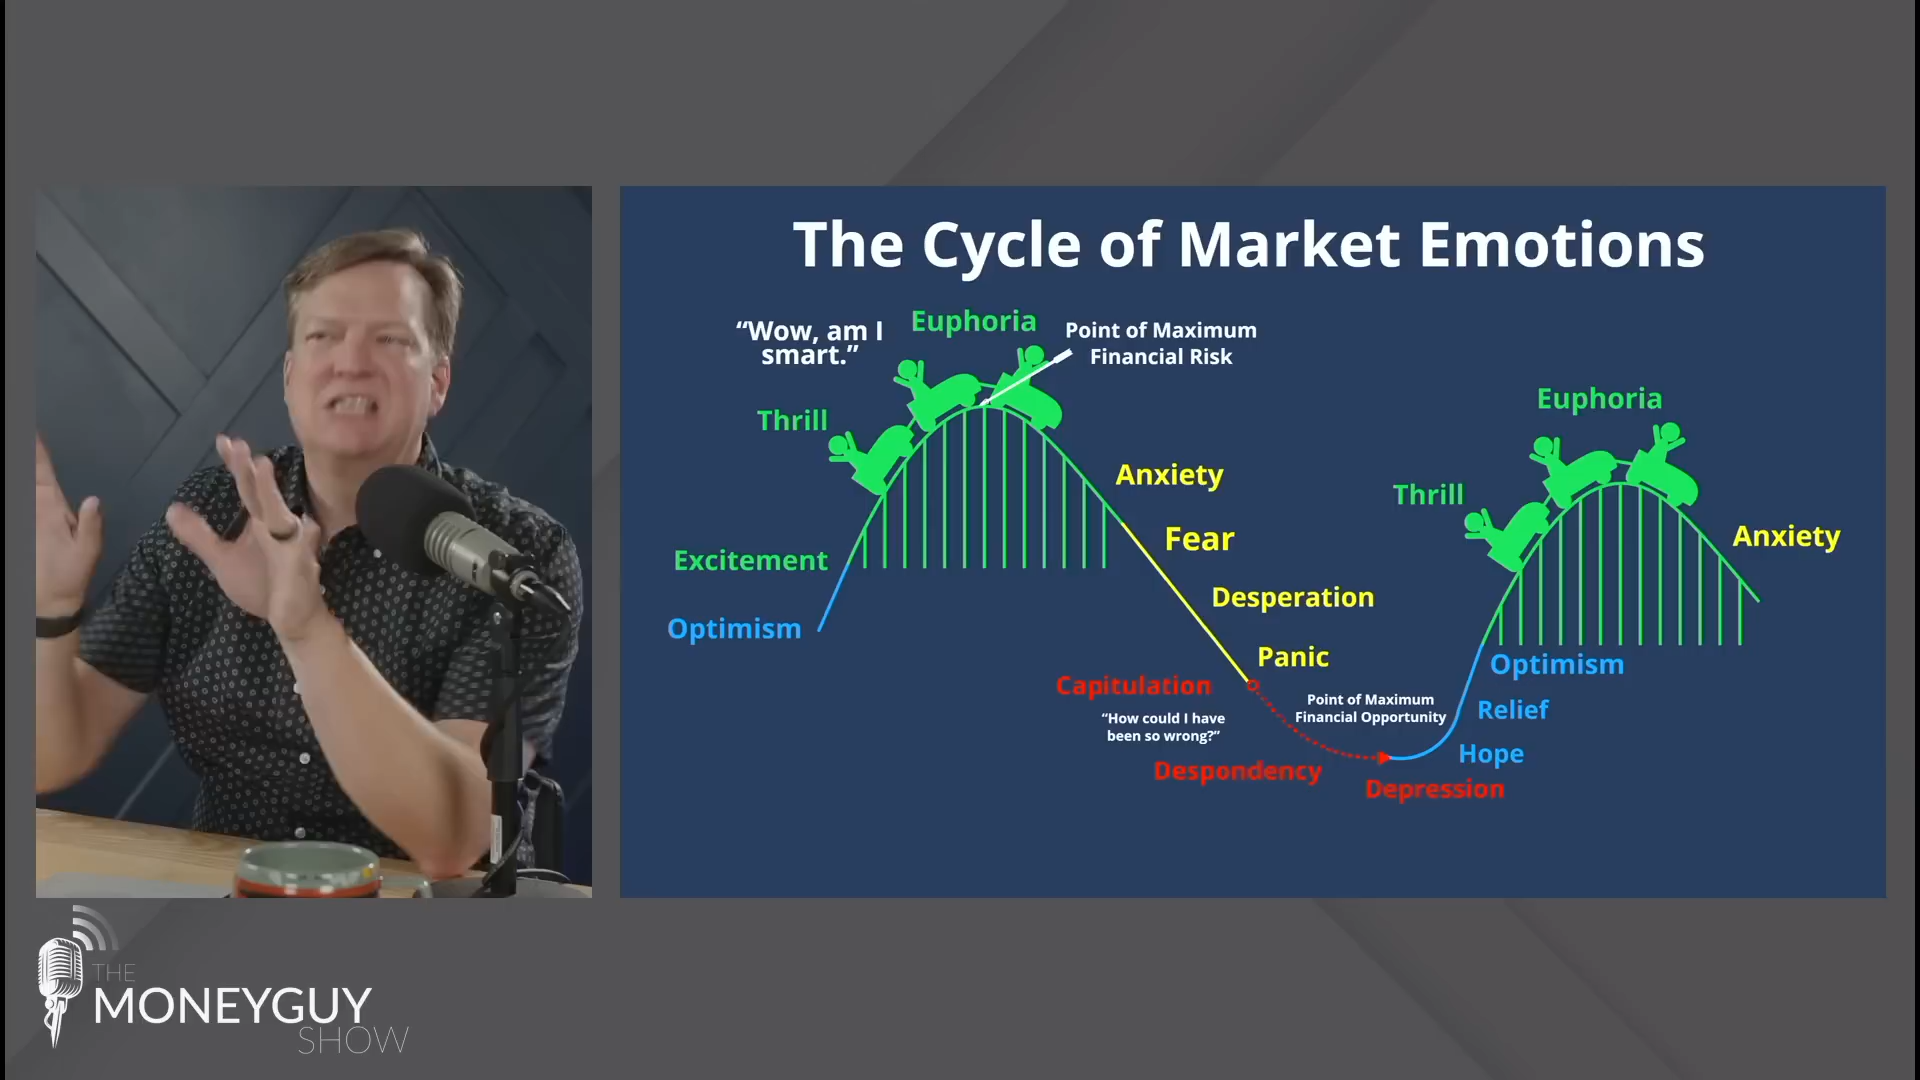 The Cycle of Market Emotions
“Wow, am I
smart.”
Euphoria
Point of Maximum
Financial Risk
Thrill
Excitement
Optimism
Anxiety
Fear
Desperation
Panic
Capitulation
“How could I have
been so wrong?”
Despondency
Point of Maximum
Financial Opportunity
Depression
Hope
Relief
Optimism
Thrill
Euphoria
Anxiety
THE
MONEYGUY
SHOW